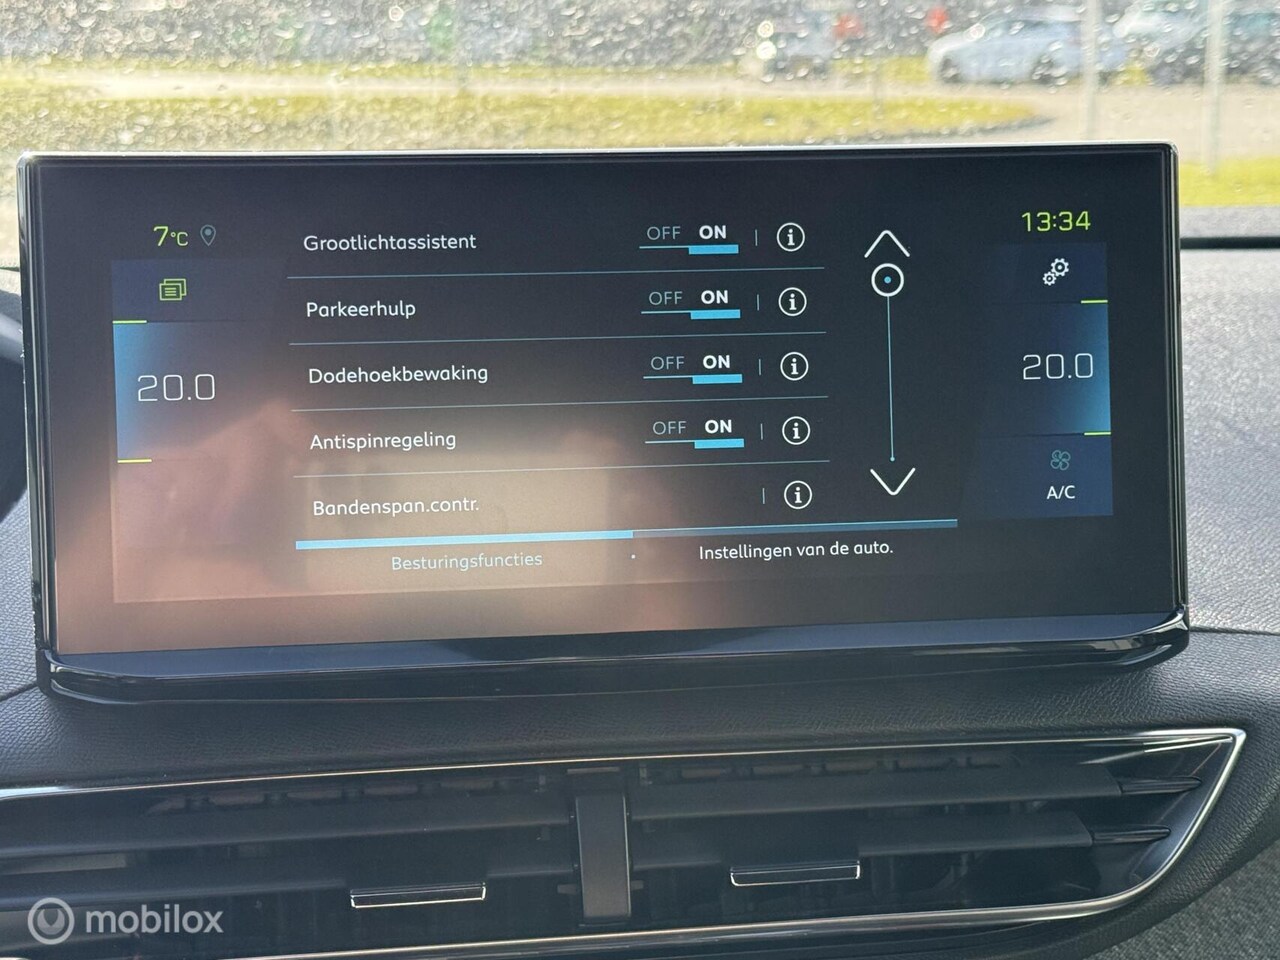 7°C
13:34
Grootlichtassistent OFF ON
Parkeerhulp OFF ON
Dodehoekbewaking OFF ON
20.0
20.0
Antispinregeling OFF ON
Bandenspan.contr.
A/C
Besturingsfuncties
Instellingen van de auto.
mobilox